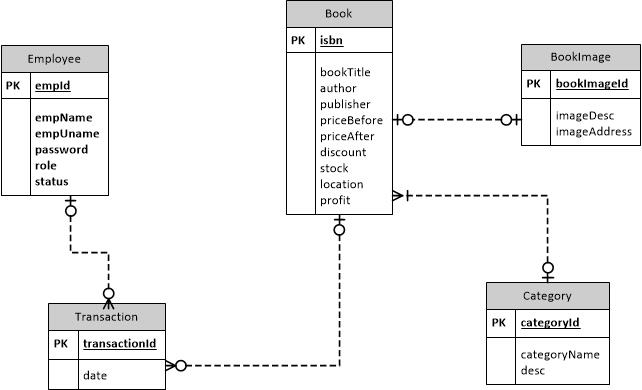 Book
PK isbn
bookTitle
author
publisher
priceBefore
priceAfter
discount
stock
location
profit
Employee
PK empId
empName
empUname
password
role
status
BookImage
PK bookImageId
imageDesc
imageAddress
Transaction
PK transactionId
date
Category
PK categoryId
categoryName
desc